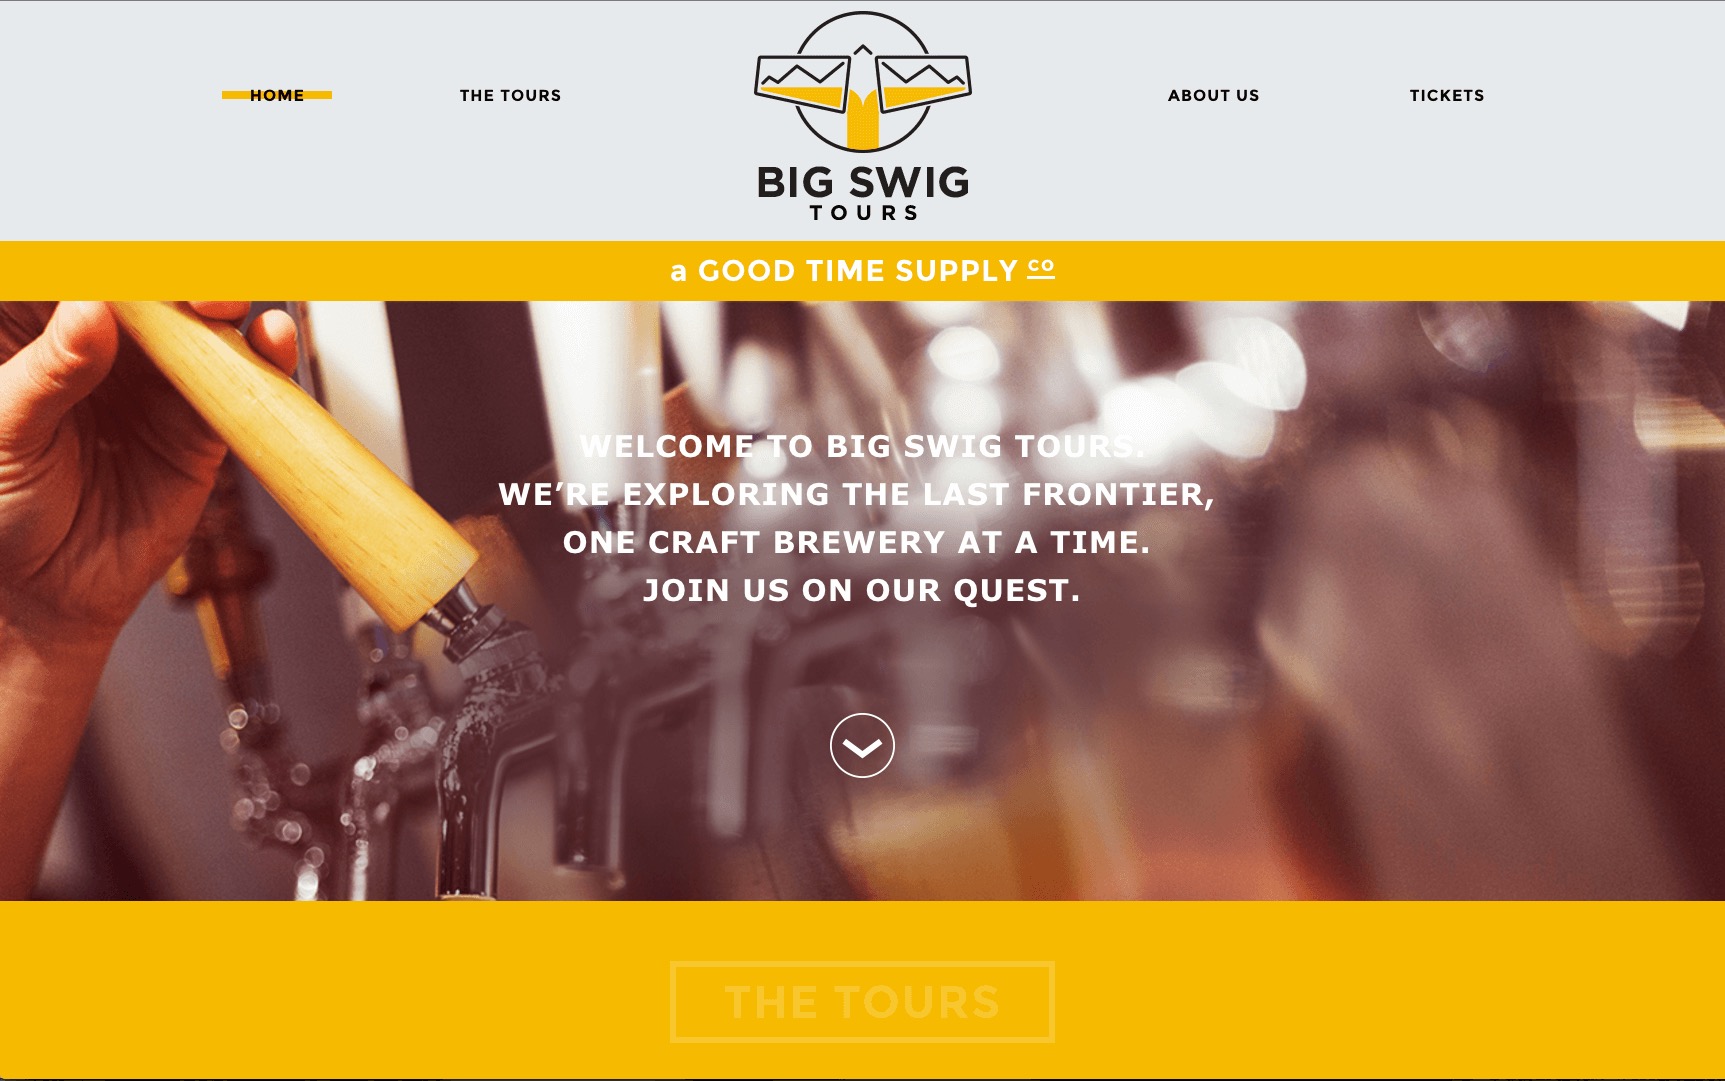 HOME
THE TOURS
BIG SWIG
TOURS
ABOUT US
TICKETS
a GOOD TIME SUPPLY CO
WELCOME TO BIG SWIG TOURS.
WE’RE EXPLORING THE LAST FRONTIER,
ONE CRAFT BREWERY AT A TIME.
JOIN US ON OUR QUEST.
THE TOURS